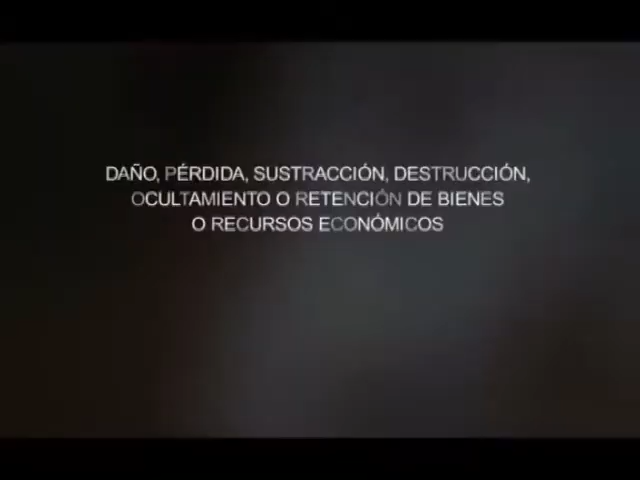 DAÑO, PÉRDIDA, SUSTRACCIÓN, DESTRUCCIÓN,
OCULTAMIENTO O RETENCIÓN DE BIENES
O RECURSOS ECONÓMICOS